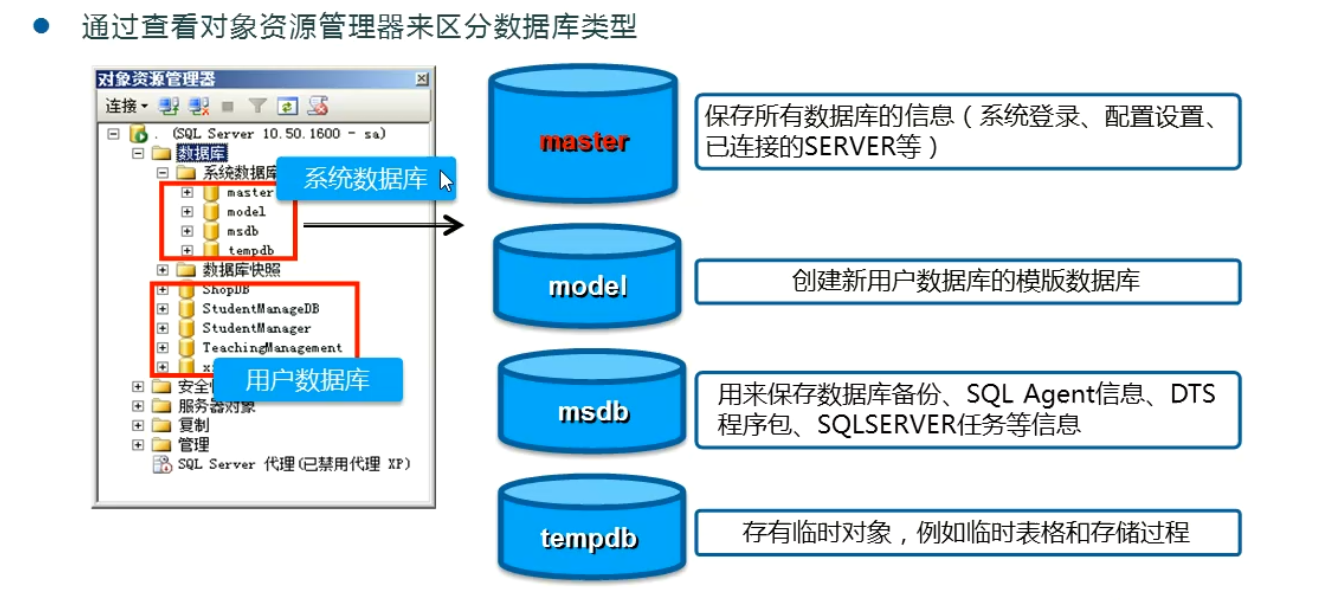 通过查看对象资源管理器来区分数据库类型
对象资源管理器
连接
. (SQL Server 10.50.1600 - sa)
数据库
系统数据库
系统数据库
master
model
msdb
tempdb
数据库快照
ShopDB
StudentManageDB
StudentManager
TeachingManagement
用户数据库
服务器对象
复制
管理
SQL Server 代理(已禁用代理 XP)
master
保存所有数据库的信息（系统登录、配置设置、
已连接的SERVER等）
model
创建新用户数据库的模版数据库
msdb
用来保存数据库备份、SQL Agent信息、DTS
程序包、SQLSERVER任务等信息
tempdb
存有临时对象，例如临时表格和存储过程